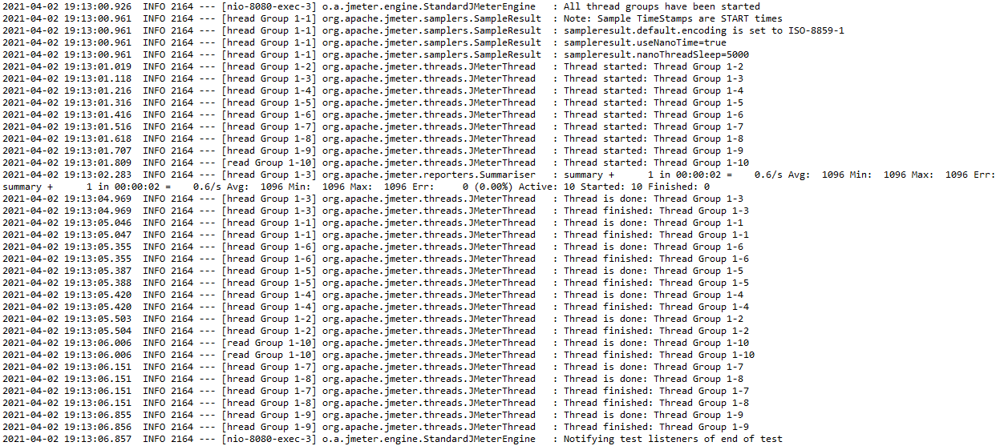 2021-04-02 19:13:00.926  INFO 2164 --- [nio-8080-exec-3] o.a.jmeter.engine.StandardJMeterEngine   : All thread groups have been started
2021-04-02 19:13:00.961  INFO 2164 --- [hread Group 1-1] org.apache.jmeter.samplers.SampleResult  : Note: Sample TimeStamps are START times
2021-04-02 19:13:00.961  INFO 2164 --- [hread Group 1-1] org.apache.jmeter.samplers.SampleResult  : sampleresult.default.encoding is set to ISO-8859-1
2021-04-02 19:13:00.961  INFO 2164 --- [hread Group 1-1] org.apache.jmeter.samplers.SampleResult  : sampleresult.useNanoTime=true
2021-04-02 19:13:00.961  INFO 2164 --- [hread Group 1-1] org.apache.jmeter.samplers.SampleResult  : sampleresult.nanoThreadSleep=5000
2021-04-02 19:13:01.019  INFO 2164 --- [hread Group 1-2] org.apache.jmeter.threads.JMeterThread   : Thread started: Thread Group 1-2
2021-04-02 19:13:01.118  INFO 2164 --- [hread Group 1-3] org.apache.jmeter.threads.JMeterThread   : Thread started: Thread Group 1-3
2021-04-02 19:13:01.216  INFO 2164 --- [hread Group 1-4] org.apache.jmeter.threads.JMeterThread   : Thread started: Thread Group 1-4
2021-04-02 19:13:01.316  INFO 2164 --- [hread Group 1-5] org.apache.jmeter.threads.JMeterThread   : Thread started: Thread Group 1-5
2021-04-02 19:13:01.416  INFO 2164 --- [hread Group 1-6] org.apache.jmeter.threads.JMeterThread   : Thread started: Thread Group 1-6
2021-04-02 19:13:01.516  INFO 2164 --- [hread Group 1-7] org.apache.jmeter.threads.JMeterThread   : Thread started: Thread Group 1-7
2021-04-02 19:13:01.618  INFO 2164 --- [hread Group 1-8] org.apache.jmeter.threads.JMeterThread   : Thread started: Thread Group 1-8
2021-04-02 19:13:01.707  INFO 2164 --- [hread Group 1-9] org.apache.jmeter.threads.JMeterThread   : Thread started: Thread Group 1-9
2021-04-02 19:13:01.809  INFO 2164 --- [read Group 1-10] org.apache.jmeter.threads.JMeterThread   : Thread started: Thread Group 1-10
2021-04-02 19:13:02.283  INFO 2164 --- [hread Group 1-3] org.apache.jmeter.reporters.Summariser   : summary +      1 in 00:00:02 =    0.6/s Avg:  1096 Min:  1096 Max:  1096 Err:
summary +      1 in 00:00:02 =    0.6/s Avg:  1096 Min:  1096 Max:  1096 Err:     0 (0.00%) Active: 10 Started: 10 Finished: 0
2021-04-02 19:13:04.969  INFO 2164 --- [hread Group 1-3] org.apache.jmeter.threads.JMeterThread   : Thread is done: Thread Group 1-3
2021-04-02 19:13:04.969  INFO 2164 --- [hread Group 1-3] org.apache.jmeter.threads.JMeterThread   : Thread finished: Thread Group 1-3
2021-04-02 19:13:05.046  INFO 2164 --- [hread Group 1-1] org.apache.jmeter.threads.JMeterThread   : Thread is done: Thread Group 1-1
2021-04-02 19:13:05.047  INFO 2164 --- [hread Group 1-1] org.apache.jmeter.threads.JMeterThread   : Thread finished: Thread Group 1-1
2021-04-02 19:13:05.355  INFO 2164 --- [hread Group 1-6] org.apache.jmeter.threads.JMeterThread   : Thread is done: Thread Group 1-6
2021-04-02 19:13:05.355  INFO 2164 --- [hread Group 1-6] org.apache.jmeter.threads.JMeterThread   : Thread finished: Thread Group 1-6
2021-04-02 19:13:05.387  INFO 2164 --- [hread Group 1-5] org.apache.jmeter.threads.JMeterThread   : Thread is done: Thread Group 1-5
2021-04-02 19:13:05.388  INFO 2164 --- [hread Group 1-5] org.apache.jmeter.threads.JMeterThread   : Thread finished: Thread Group 1-5
2021-04-02 19:13:05.420  INFO 2164 --- [hread Group 1-4] org.apache.jmeter.threads.JMeterThread   : Thread is done: Thread Group 1-4
2021-04-02 19:13:05.420  INFO 2164 --- [hread Group 1-4] org.apache.jmeter.threads.JMeterThread   : Thread finished: Thread Group 1-4
2021-04-02 19:13:05.503  INFO 2164 --- [hread Group 1-2] org.apache.jmeter.threads.JMeterThread   : Thread is done: Thread Group 1-2
2021-04-02 19:13:05.504  INFO 2164 --- [hread Group 1-2] org.apache.jmeter.threads.JMeterThread   : Thread finished: Thread Group 1-2
2021-04-02 19:13:06.006  INFO 2164 --- [read Group 1-10] org.apache.jmeter.threads.JMeterThread   : Thread is done: Thread Group 1-10
2021-04-02 19:13:06.006  INFO 2164 --- [read Group 1-10] org.apache.jmeter.threads.JMeterThread   : Thread finished: Thread Group 1-10
2021-04-02 19:13:06.151  INFO 2164 --- [hread Group 1-7] org.apache.jmeter.threads.JMeterThread   : Thread is done: Thread Group 1-7
2021-04-02 19:13:06.151  INFO 2164 --- [hread Group 1-8] org.apache.jmeter.threads.JMeterThread   : Thread is done: Thread Group 1-8
2021-04-02 19:13:06.151  INFO 2164 --- [hread Group 1-7] org.apache.jmeter.threads.JMeterThread   : Thread finished: Thread Group 1-7
2021-04-02 19:13:06.151  INFO 2164 --- [hread Group 1-8] org.apache.jmeter.threads.JMeterThread   : Thread finished: Thread Group 1-8
2021-04-02 19:13:06.855  INFO 2164 --- [hread Group 1-9] org.apache.jmeter.threads.JMeterThread   : Thread is done: Thread Group 1-9
2021-04-02 19:13:06.856  INFO 2164 --- [hread Group 1-9] org.apache.jmeter.threads.JMeterThread   : Thread finished: Thread Group 1-9
2021-04-02 19:13:06.857  INFO 2164 --- [nio-8080-exec-3] o.a.jmeter.engine.StandardJMeterEngine   : Notifying test listeners of end of test